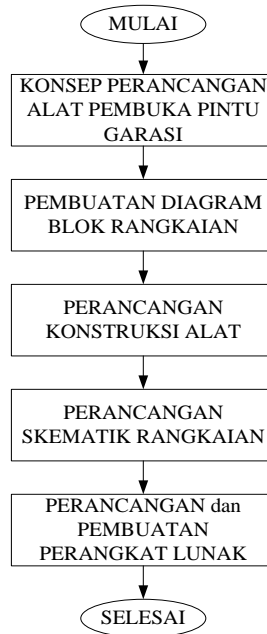 MULAI
KONSEP PERANCANGAN
ALAT PEMBUKA PINTU
GARASI
PEMBUATAN DIAGRAM
BLOK RANGKAIAN
PERANCANGAN
KONSTRUKSI ALAT
PERANCANGAN
SKEMATIK RANGKAIAN
PERANCANGAN dan
PEMBUATAN
PERANGKAT LUNAK
SELESAI